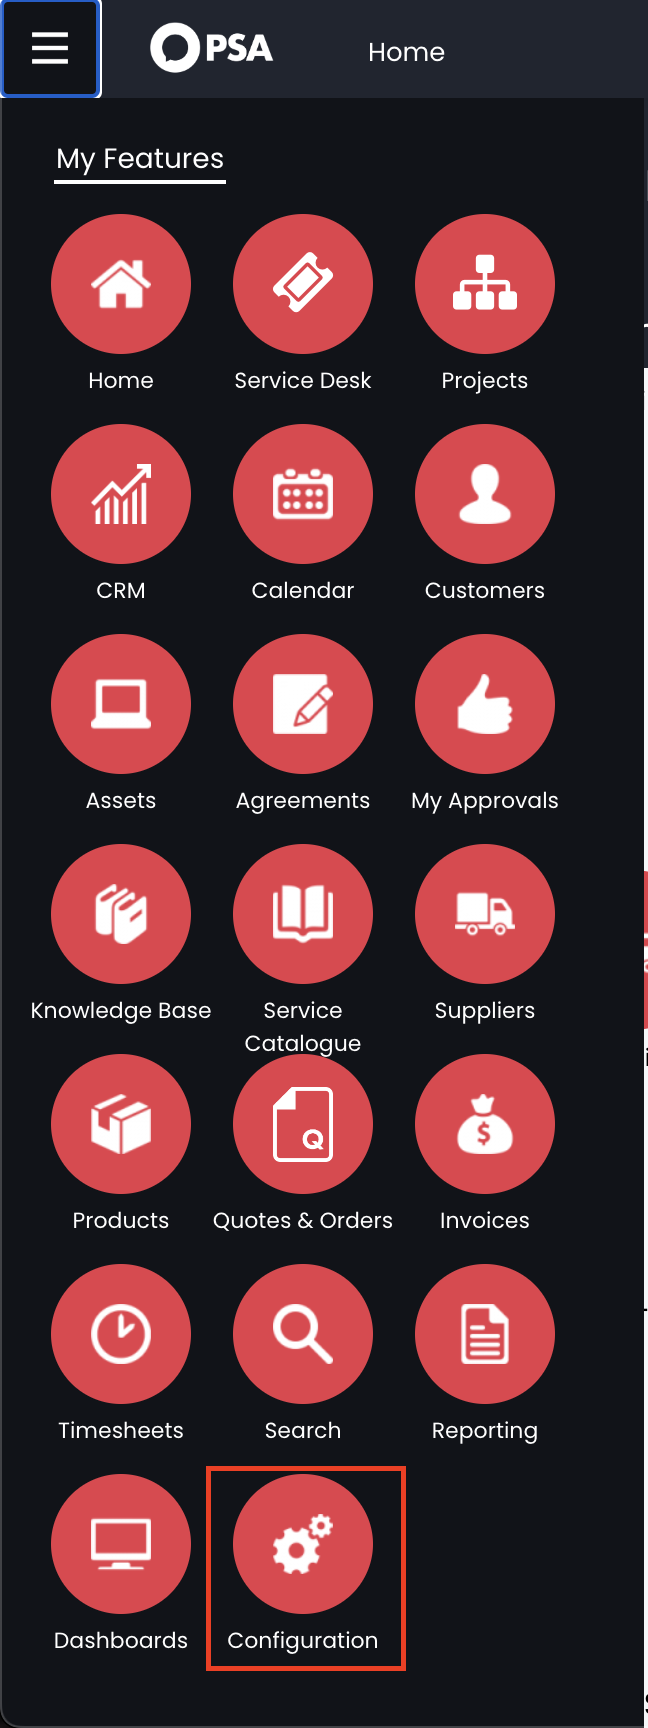 PSA
Home
My Features
Home
Service Desk
Projects
CRM
Calendar
Customers
Assets
Agreements
My Approvals
Knowledge Base
Service
Catalogue
Suppliers
Products
Q
$
Quotes & Orders
Invoices
Timesheets
Search
Reporting
Dashboards
Configuration